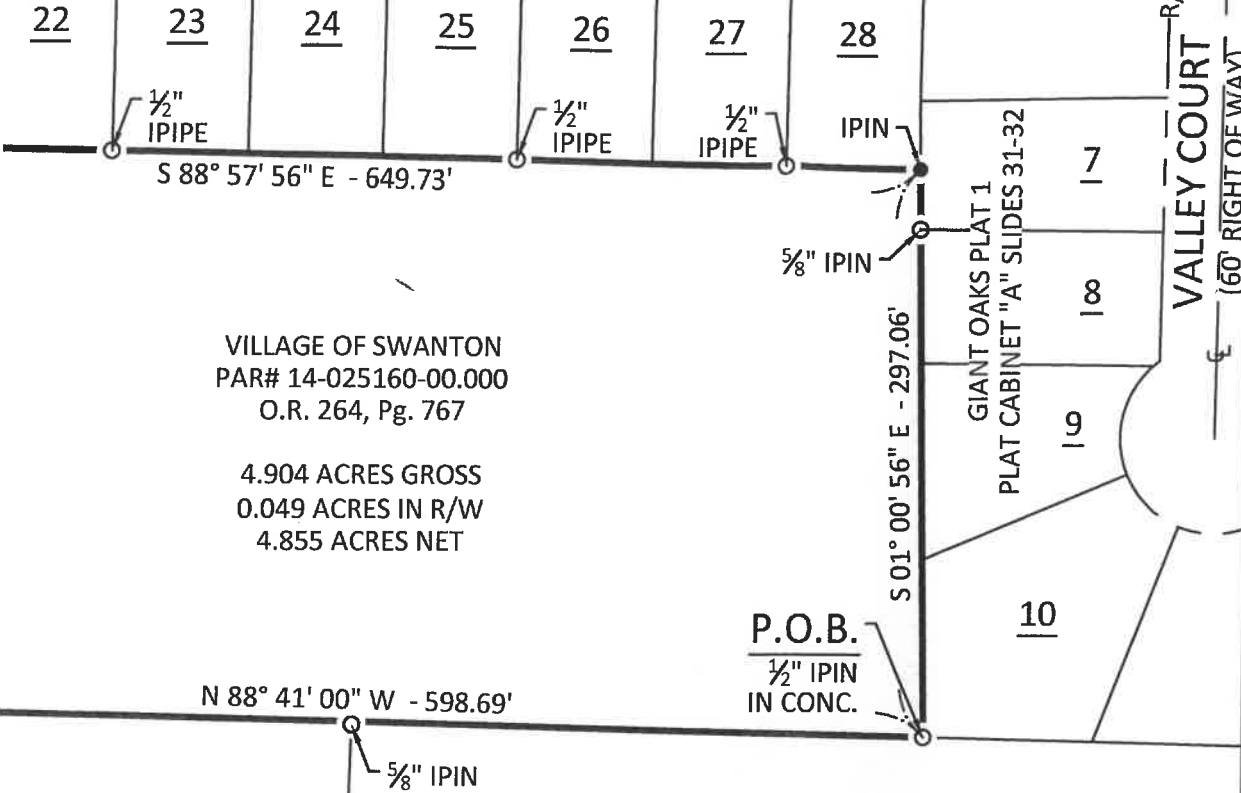 22
23
24
25
26
27
28
½"
IPIPE
½"
IPIPE
½"
IPIPE
IPIN
S 88° 57' 56" E - 649.73'
⅝" IPIN
7
8
9
10
GIANT OAKS PLAT 1
PLAT CABINET "A" SLIDES 31-32
VALLEY COURT
(60' RIGHT OF WAY)
R/
S 01° 00' 56" E - 297.06'
VILLAGE OF SWANTON
PAR# 14-025160-00.000
O.R. 264, Pg. 767
4.904 ACRES GROSS
0.049 ACRES IN R/W
4.855 ACRES NET
P.O.B.
½" IPIN
IN CONC.
N 88° 41' 00" W - 598.69'
⅝" IPIN